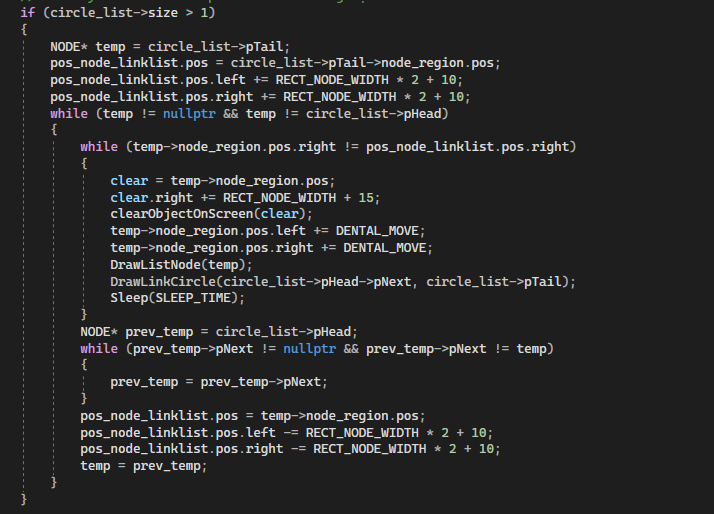 if (circle_list->size > 1)
{
    NODE* temp = circle_list->pTail;
    pos_node_linklist.pos = circle_list->pTail->node_region.pos;
    pos_node_linklist.pos.left += RECT_NODE_WIDTH * 2 + 10;
    pos_node_linklist.pos.right += RECT_NODE_WIDTH * 2 + 10;
    while (temp != nullptr && temp != circle_list->pHead)
    {
        while (temp->node_region.pos.right != pos_node_linklist.pos.right)
        {
            clear = temp->node_region.pos;
            clear.right += RECT_NODE_WIDTH + 15;
            clearObjectOnScreen(clear);
            temp->node_region.pos.left += DENTAL_MOVE;
            temp->node_region.pos.right += DENTAL_MOVE;
            DrawListNode(temp);
            DrawLinkCircle(circle_list->pHead->pNext, circle_list->pTail);
            Sleep(SLEEP_TIME);
        }
        NODE* prev_temp = circle_list->pHead;
        while (prev_temp->pNext != nullptr && prev_temp->pNext != temp)
        {
            prev_temp = prev_temp->pNext;
        }
        pos_node_linklist.pos = temp->node_region.pos;
        pos_node_linklist.pos.left -= RECT_NODE_WIDTH * 2 + 10;
        pos_node_linklist.pos.right -= RECT_NODE_WIDTH * 2 + 10;
        temp = prev_temp;
    }
}